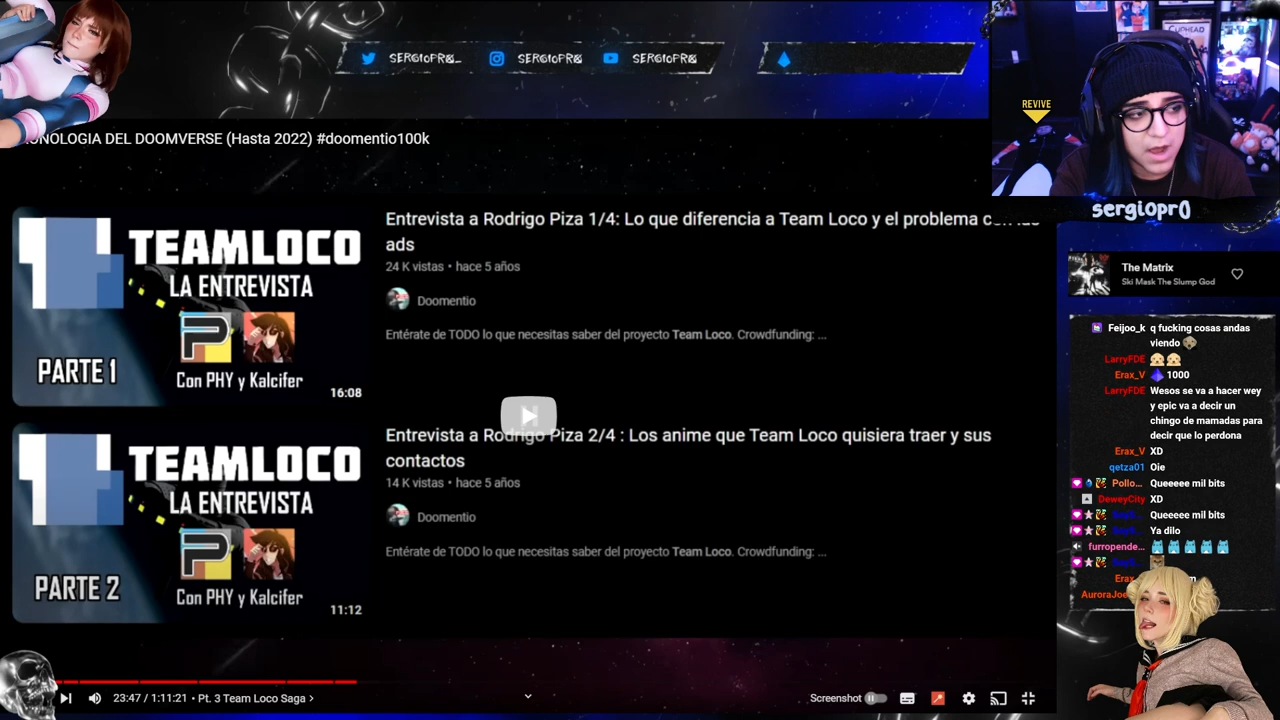 SERGIOPR0_
SERGIOPR0
SERGIOPR0
CUPHEAD
REVIVE
DEL DOOMVERSE (Hasta 2022) #doomentio100k
sergiopr0
TEAMLOCO
LA ENTREVISTA
PARTE 1
Con PHY y Kalcifer
16:08
Entrevista a Rodrigo Piza 1/4: Lo que diferencia a Team Loco y el problema
ads
24 K vistas • hace 5 años
Doomentio
Entérate de TODO lo que necesitas saber del proyecto Team Loco. Crowdfunding: ...
TEAMLOCO
LA ENTREVISTA
PARTE 2
Con PHY y Kalcifer
11:12
Entrevista a Rodrigo Piza 2/4 : Los anime que Team Loco quisiera traer y sus
contactos
14 K vistas • hace 5 años
Doomentio
Entérate de TODO lo que necesitas saber del proyecto Team Loco. Crowdfunding: ...
23:47 / 1:11:21 • Pt. 3 Team Loco Saga >
Screenshot
The Matrix
Ski Mask The Slump God
Feijoo_k q fucking cosas andas
viendo
LarryFDE
Erax_V 1000
LarryFDE Wesos se va a hacer wey
y epic va a decir un
chingo de mamadas para
decir que lo perdona
Erax_V XD
qetza01 Oie
Pollo... Queeeee mil bits
DeweyCity XD
Queeeee mil bits
Ya dilo
furropende...